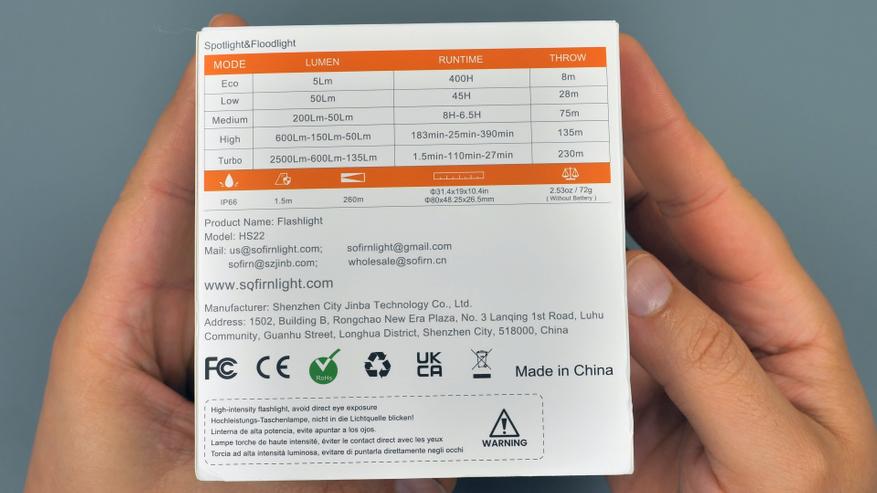 Spotlight&Floodlight
MODE LUMEN RUNTIME THROW
Eco 5Lm 400H 8m
Low 50Lm 45H 28m
Medium 200Lm-50Lm 8H-6.5H 75m
High 600Lm-150Lm-50Lm 183min-25min-390min 135m
Turbo 2500Lm-600Lm-135Lm 1.5min-110min-27min 230m
IP66 1.5m 260m Φ31.4x19x10.4in 2.53oz / 72g
Φ80x48.25x26.5mm ( Without Battery )
Product Name: Flashlight
Model: HS22
Mail: us@sofirnlight.com; sofirnlight@gmail.com
sofirn@szjinb.com; wholesale@sofirn.cn
www.sofirnlight.com
Manufacturer: Shenzhen City Jinba Technology Co., Ltd.
Address: 1502, Building B, Rongchao New Era Plaza, No. 3 Lanqing 1st Road, Luhu
Community, Guanhu Street, Longhua District, Shenzhen City, 518000, China
FC CE RoHS UK CA Made in China
High-intensity flashlight, avoid direct eye exposure
Hochleistungs-Taschenlampe, nicht in die Lichtquelle blicken!
Linterna de alta potencia, evite apuntar a los ojos.
Lampe torche de haute intensité, éviter le contact direct avec les yeux
Torcia ad alta intensità luminosa, evitare di puntarla direttamente negli occhi
WARNING